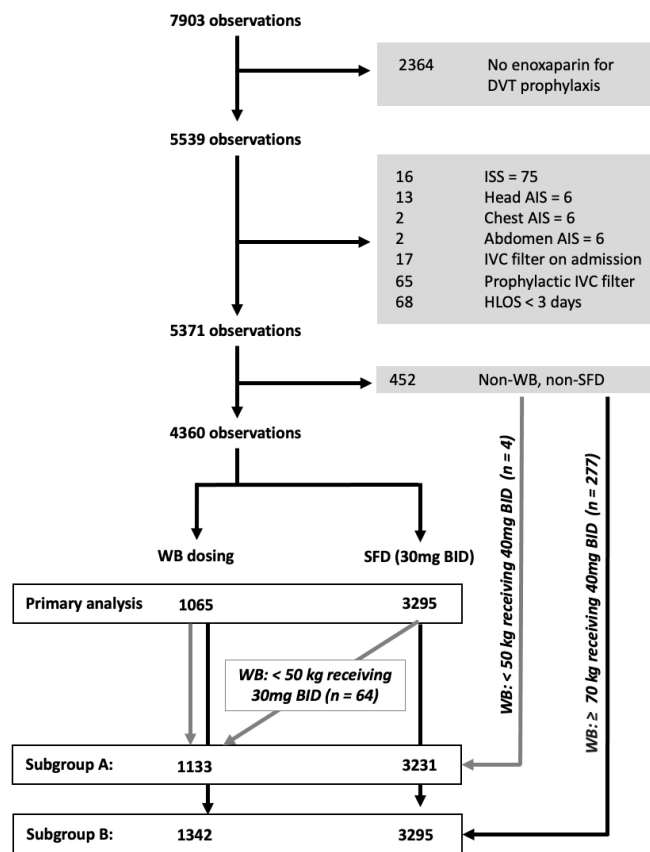 7903 observations
2364 No enoxaparin for
DVT prophylaxis
5539 observations
16 ISS = 75
13 Head AIS = 6
2 Chest AIS = 6
2 Abdomen AIS = 6
17 IVC filter on admission
65 Prophylactic IVC filter
68 HLOS < 3 days
5371 observations
452 Non-WB, non-SFD
4360 observations
WB: < 50 kg receiving 40mg BID (n = 4)
WB: ≥ 70 kg receiving 40mg BID (n = 277)
WB dosing SFD (30mg BID)
Primary analysis 1065 3295
WB: < 50 kg receiving
30mg BID (n = 64)
Subgroup A: 1133 3231
Subgroup B: 1342 3295